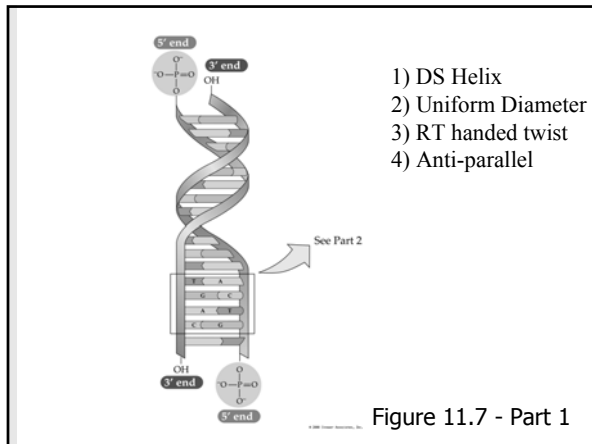 5' end
3' end
O⁻
⁻O—P=O
O
OH
1) DS Helix
2) Uniform Diameter
3) RT handed twist
4) Anti-parallel
See Part 2
T A
G C
A T
C G
OH
3' end
O
⁻O—P=O
O⁻
5' end
Figure 11.7 - Part 1